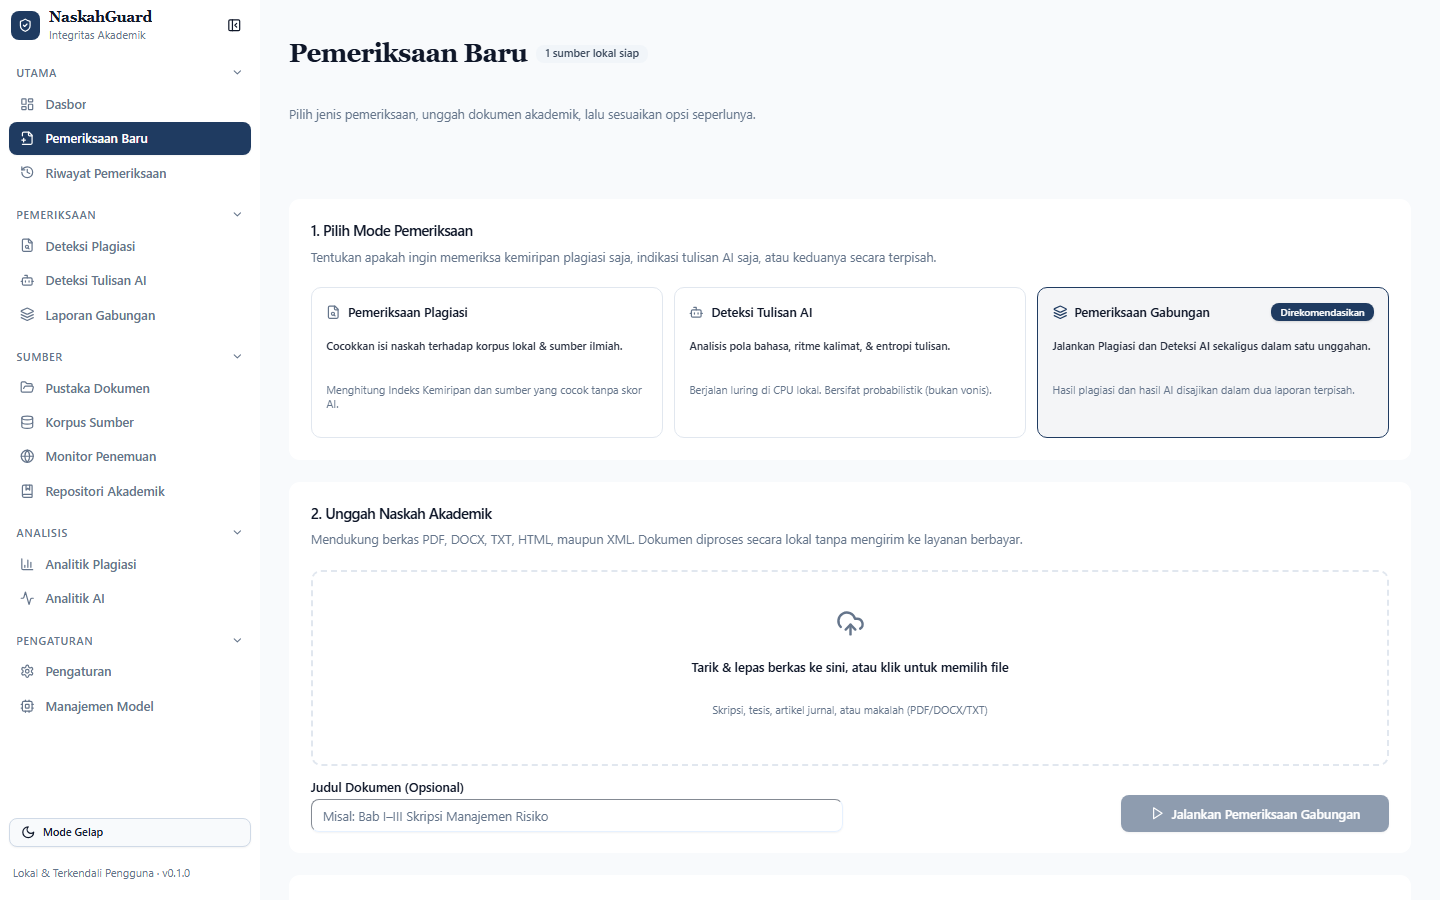 NaskahGuard
Integritas Akademik
UTAMA
Dasbor
Pemeriksaan Baru
Riwayat Pemeriksaan
PEMERIKSAAN
Deteksi Plagiasi
Deteksi Tulisan AI
Laporan Gabungan
SUMBER
Pustaka Dokumen
Korpus Sumber
Monitor Penemuan
Repositori Akademik
ANALISIS
Analitik Plagiasi
Analitik AI
PENGATURAN
Pengaturan
Manajemen Model
Mode Gelap
Lokal & Terkendali Pengguna · v0.1.0
Pemeriksaan Baru
1 sumber lokal siap
Pilih jenis pemeriksaan, unggah dokumen akademik, lalu sesuaikan opsi seperlunya.
1. Pilih Mode Pemeriksaan
Tentukan apakah ingin memeriksa kemiripan plagiasi saja, indikasi tulisan AI saja, atau keduanya secara terpisah.
Pemeriksaan Plagiasi
Cocokkan isi naskah terhadap korpus lokal & sumber ilmiah.
Menghitung Indeks Kemiripan dan sumber yang cocok tanpa skor
AI.
Deteksi Tulisan AI
Analisis pola bahasa, ritme kalimat, & entropi tulisan.
Berjalan luring di CPU lokal. Bersifat probabilistik (bukan vonis).
Pemeriksaan Gabungan
Direkomendasikan
Jalankan Plagiasi dan Deteksi AI sekaligus dalam satu unggahan.
Hasil plagiasi dan hasil AI disajikan dalam dua laporan terpisah.
2. Unggah Naskah Akademik
Mendukung berkas PDF, DOCX, TXT, HTML, maupun XML. Dokumen diproses secara lokal tanpa mengirim ke layanan berbayar.
Tarik & lepas berkas ke sini, atau klik untuk memilih file
Skripsi, tesis, artikel jurnal, atau makalah (PDF/DOCX/TXT)
Judul Dokumen (Opsional)
Misal: Bab I–III Skripsi Manajemen Risiko
Jalankan Pemeriksaan Gabungan